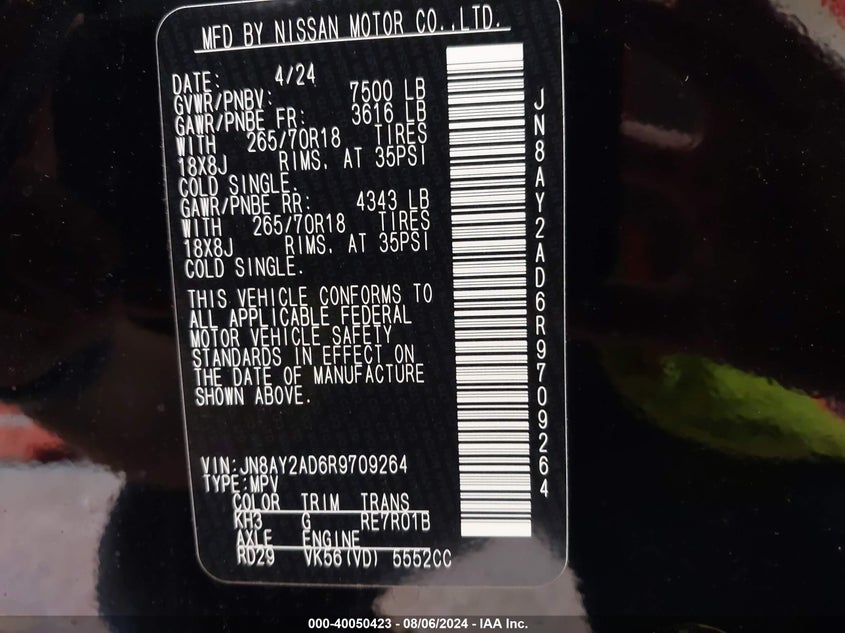 MFD BY NISSAN MOTOR CO.,LTD.
DATE: 4/24
GVWR/PNBV: 7500 LB
GAWR/PNBE FR: 3616 LB
WITH 265/70R18 TIRES
18X8J RIMS, AT 35PSI
COLD SINGLE.
GAWR/PNBE RR: 4343 LB
WITH 265/70R18 TIRES
18X8J RIMS, AT 35PSI
COLD SINGLE.
THIS VEHICLE CONFORMS TO
ALL APPLICABLE FEDERAL
MOTOR VEHICLE SAFETY
STANDARDS IN EFFECT ON
THE DATE OF MANUFACTURE
SHOWN ABOVE.
VIN:JN8AY2AD6R9709264
TYPE:MPV
COLOR TRIM TRANS
KH3 G RE7R01B
AXLE ENGINE
RD29 VK56(VD) 5552CC
JN8AY2AD6R9709264
000-40050423 - 08/06/2024 - IAA Inc.